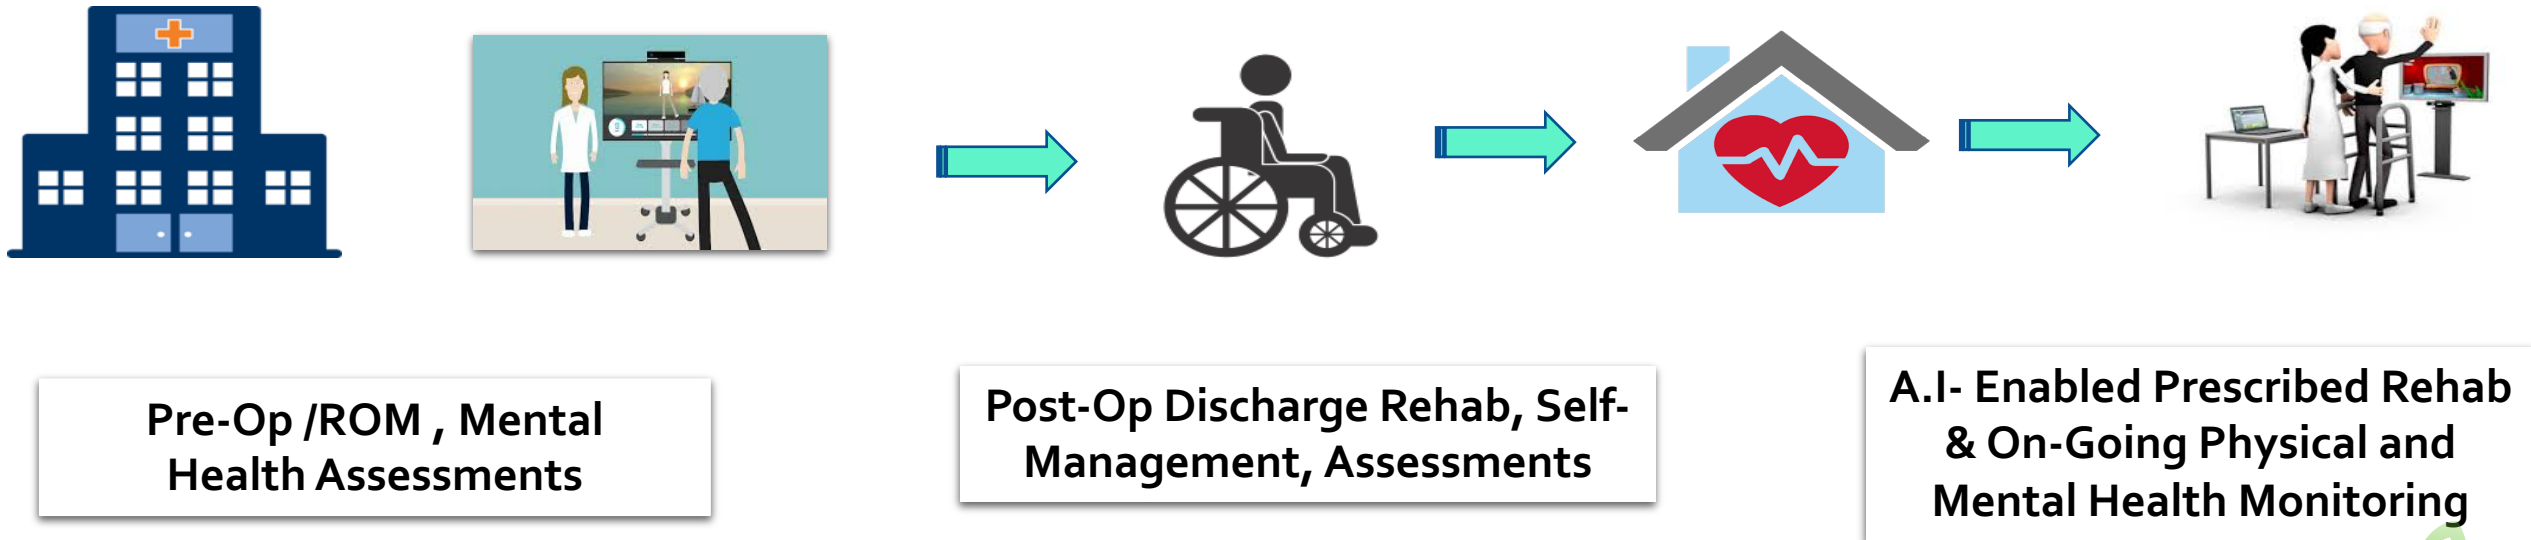 Pre-Op /ROM , Mental
Health Assessments
Post-Op Discharge Rehab, Self-
Management, Assessments
A.I- Enabled Prescribed Rehab
& On-Going Physical and
Mental Health Monitoring